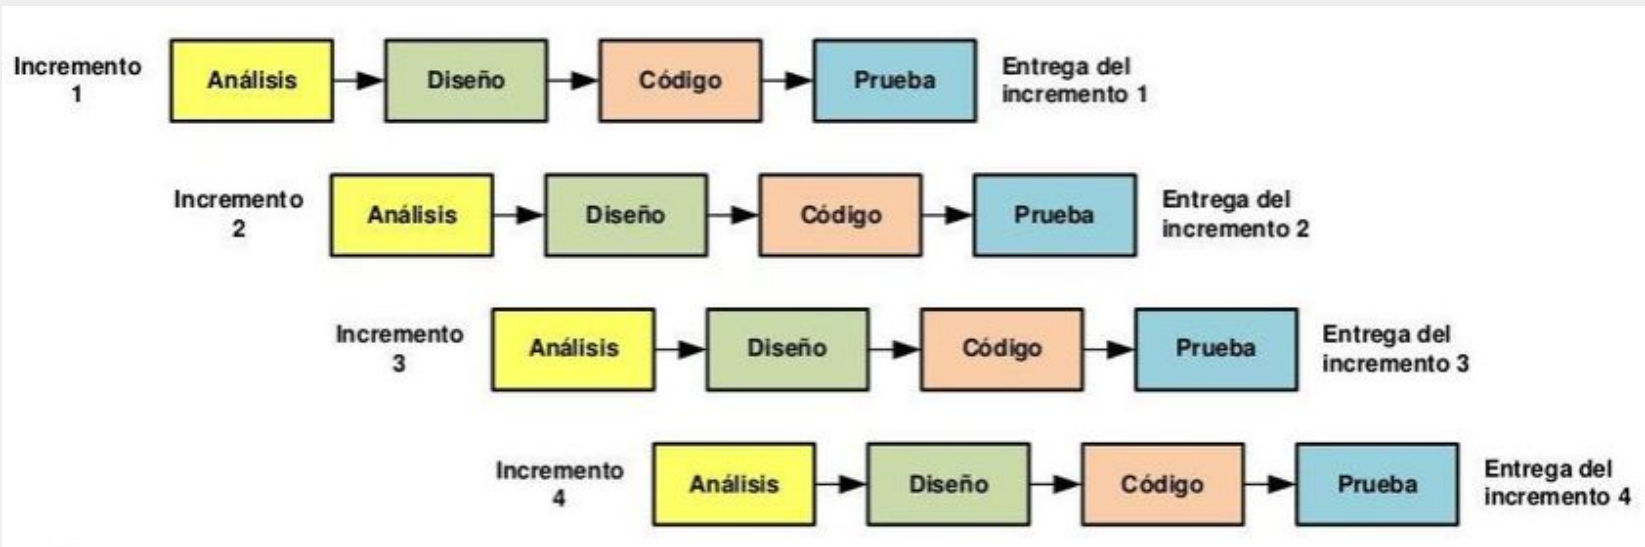 Incremento
1
Análisis
Diseño
Código
Prueba
Entrega del
incremento 1
Incremento
2
Análisis
Diseño
Código
Prueba
Entrega del
incremento 2
Incremento
3
Análisis
Diseño
Código
Prueba
Entrega del
incremento 3
Incremento
4
Análisis
Diseño
Código
Prueba
Entrega del
incremento 4